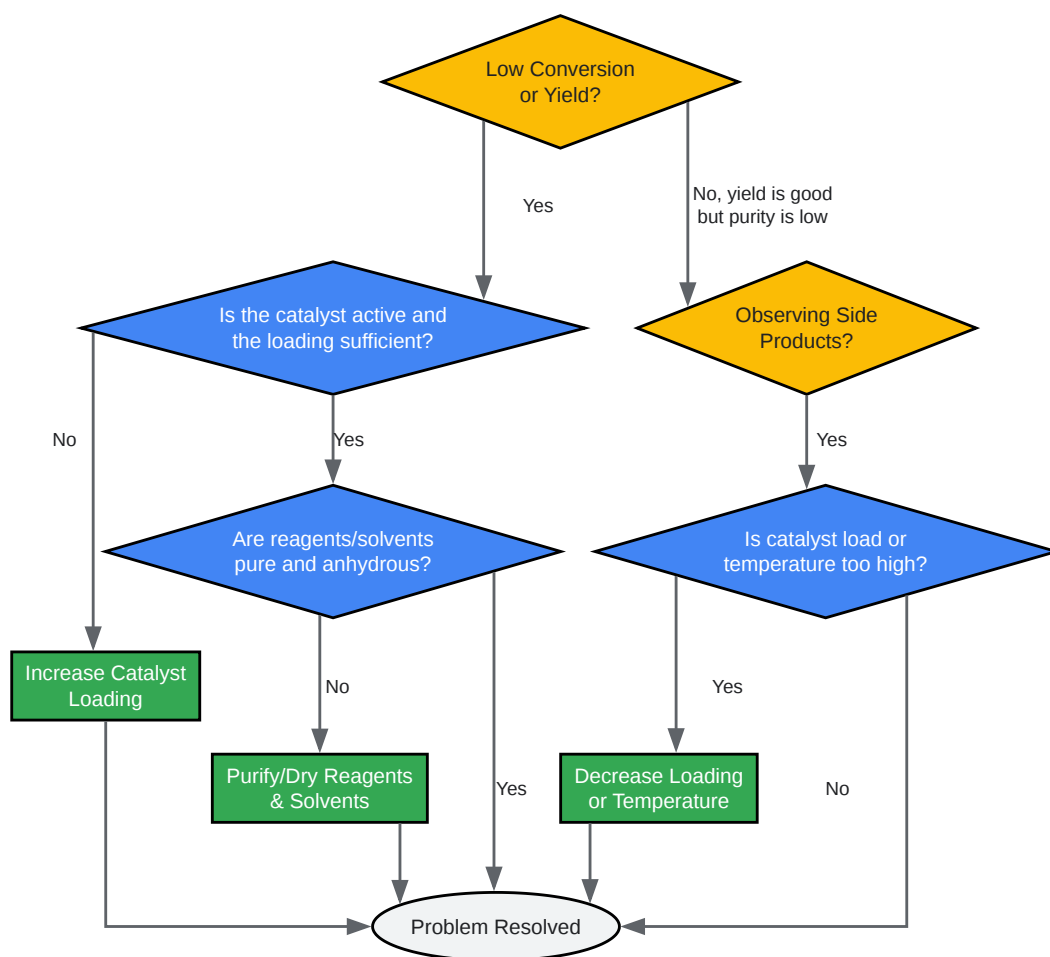 Low Conversion
or Yield?
Yes
No, yield is good
but purity is low
Is the catalyst active and
the loading sufficient?
Observing Side
Products?
No
Yes
Yes
Are reagents/solvents
pure and anhydrous?
Is catalyst load or
temperature too high?
Increase Catalyst
Loading
No
Yes
Purify/Dry Reagents
& Solvents
Yes
Decrease Loading
or Temperature
No
Problem Resolved